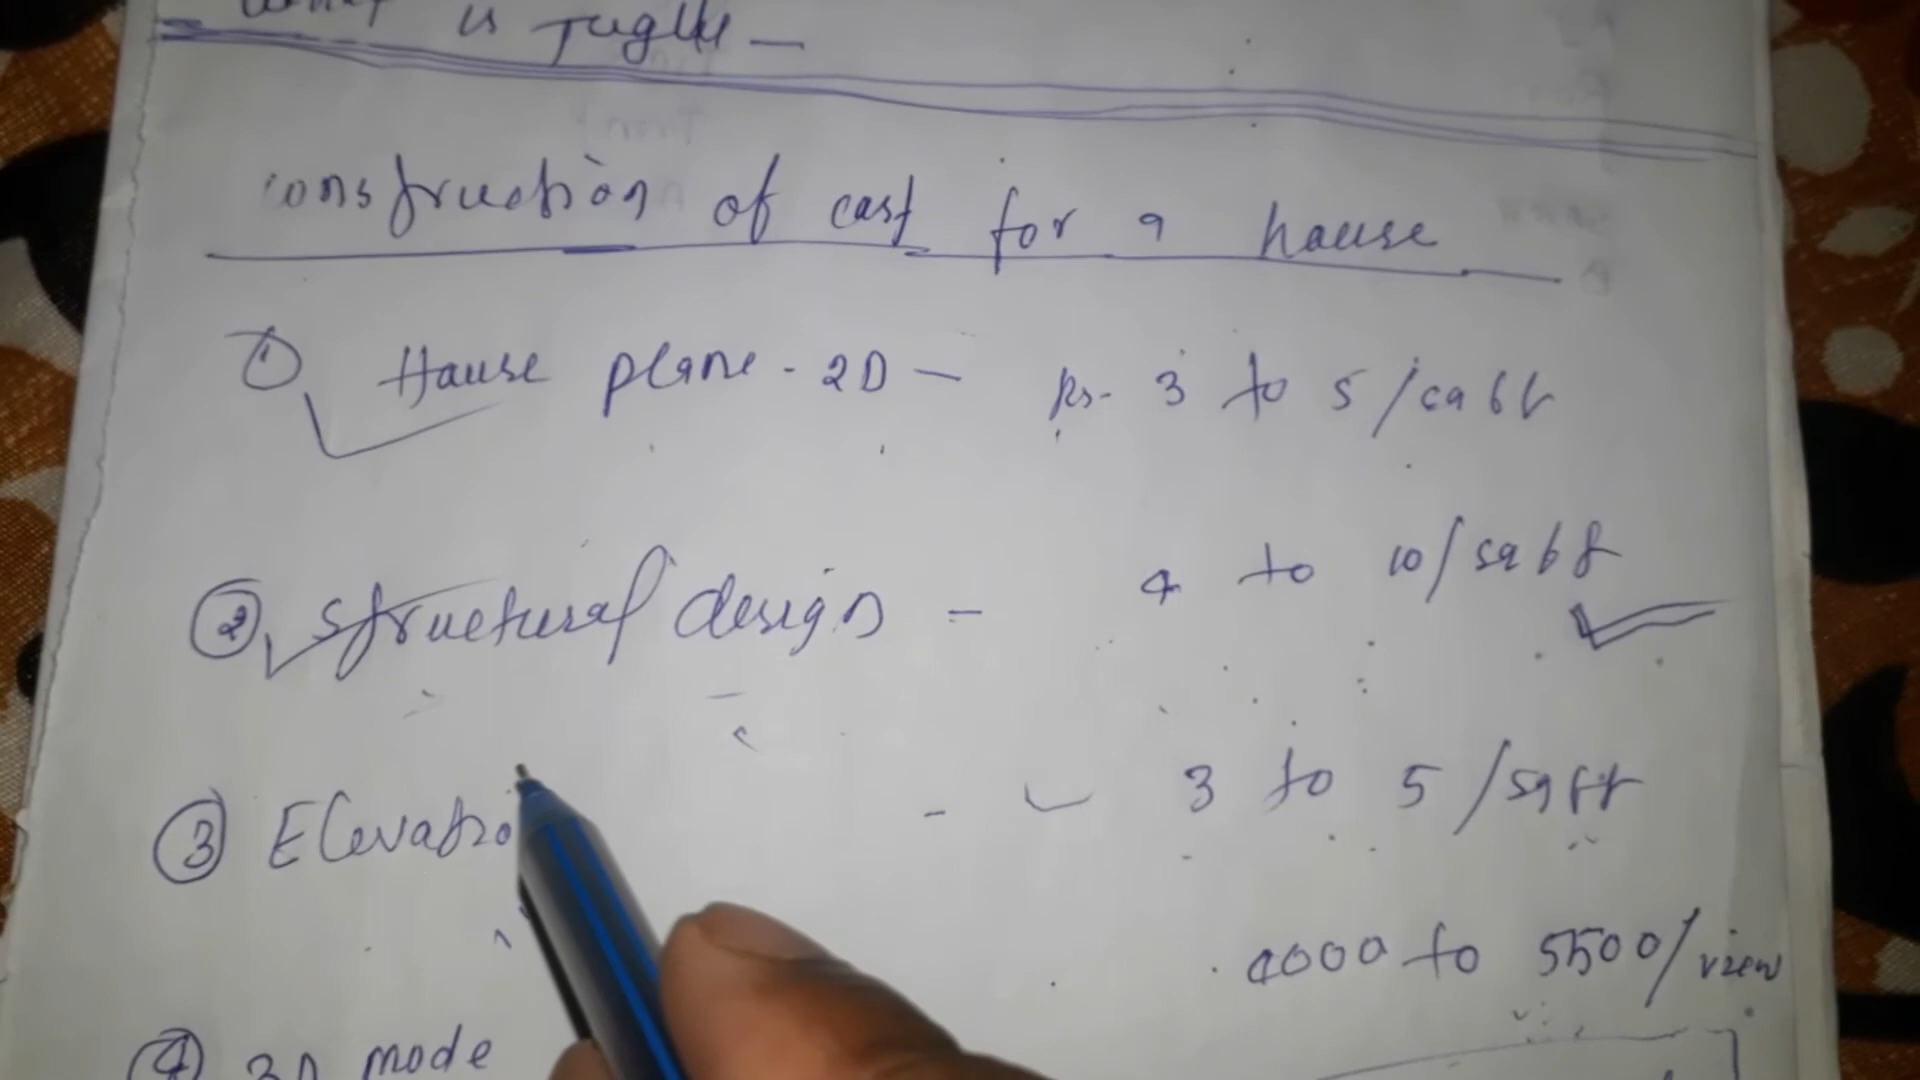 is
construction of cast for a hause
① Hause plane - 2D - Rs- 3 to 5 /sqft
② Structural design - 4 to 10/sqft
③ Elevatio - 3 to 5 /sqft
4000 to 5500/view
④ 3D mode